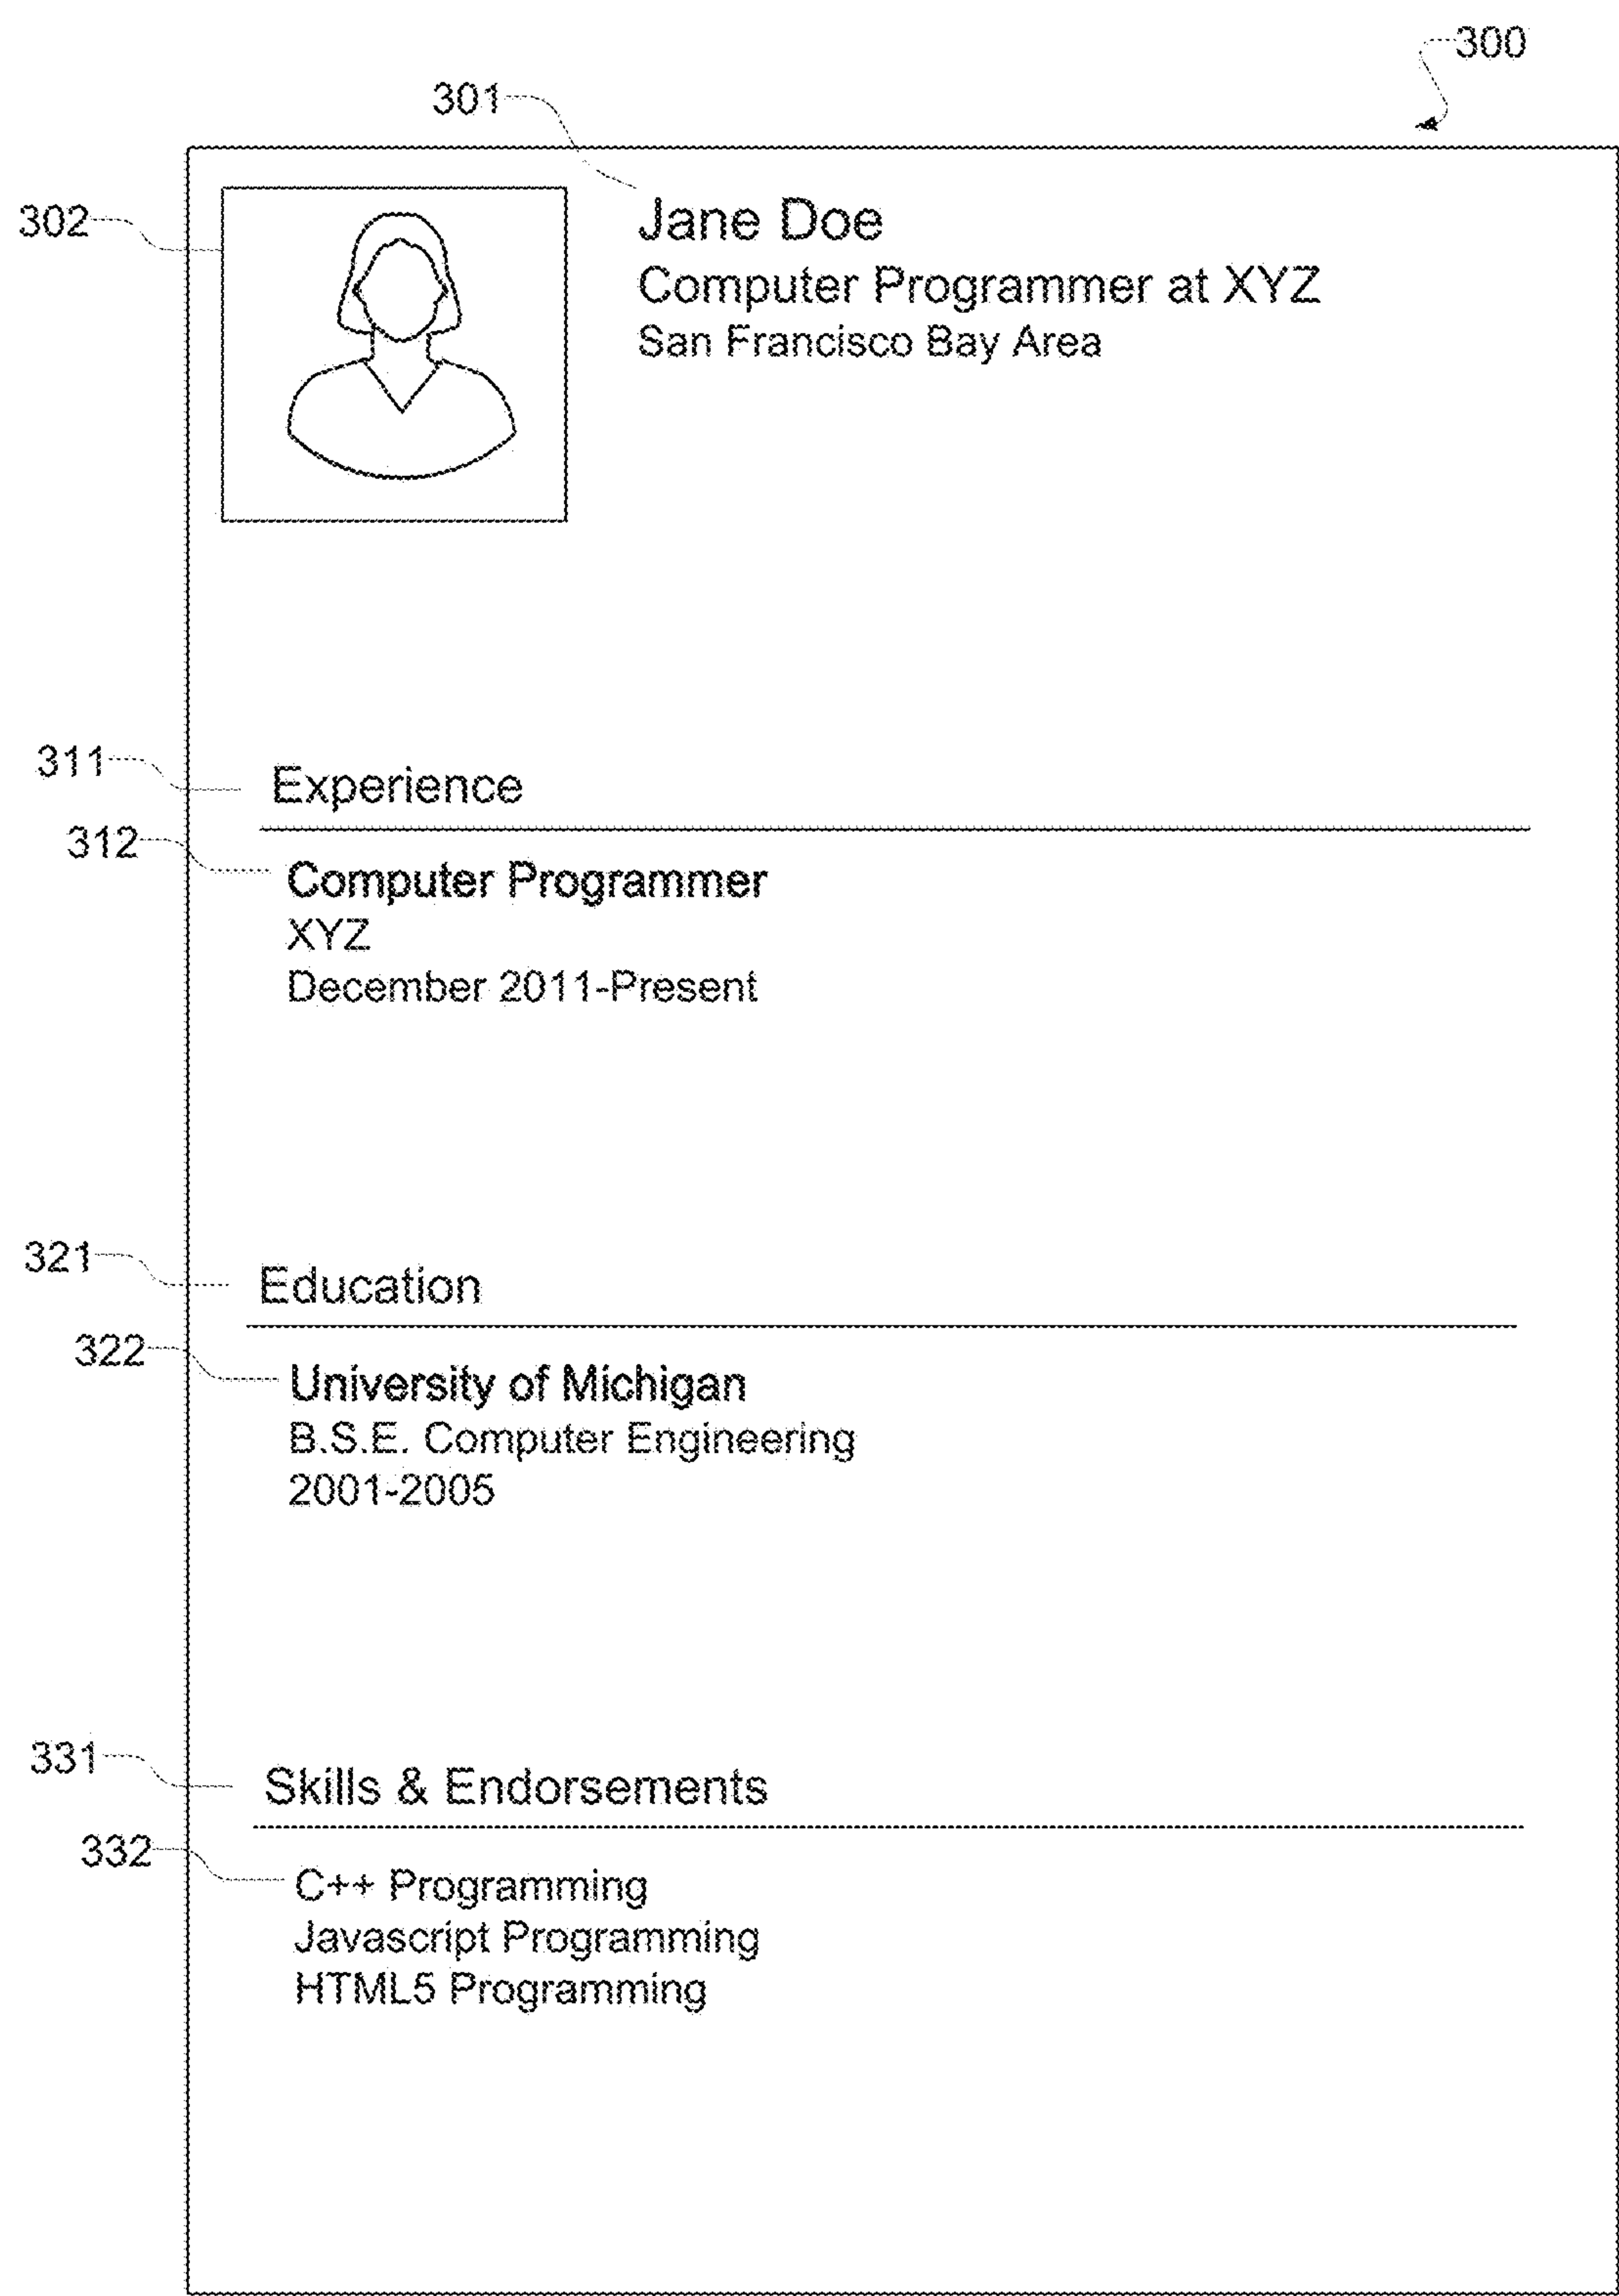 300
301
302
Jane Doe
Computer Programmer at XYZ
San Francisco Bay Area
311
Experience
312
Computer Programmer
XYZ
December 2011-Present
321
Education
322
University of Michigan
B.S.E. Computer Engineering
2001-2005
331
Skills & Endorsements
332
C++ Programming
Javascript Programming
HTML5 Programming